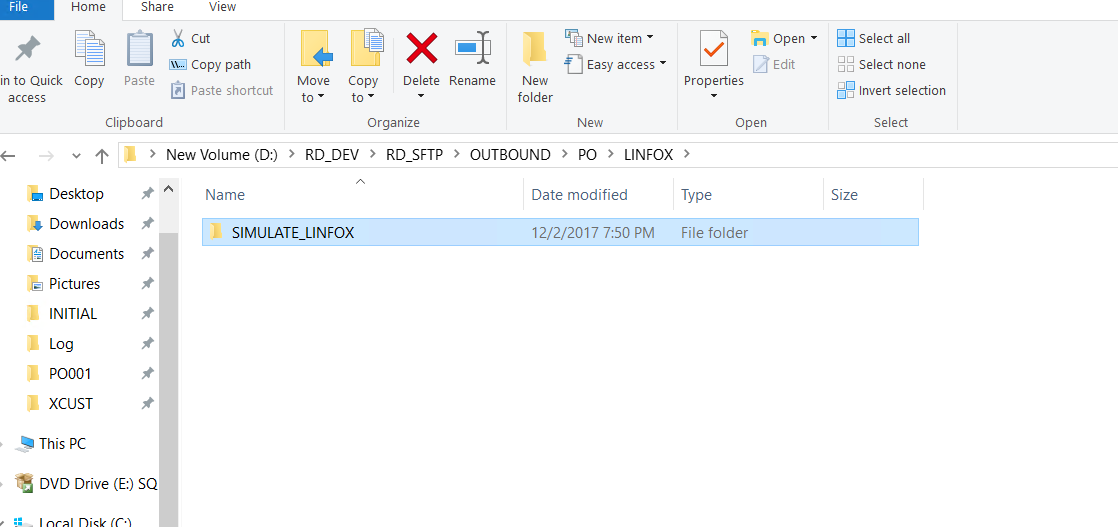 File Home Share View
in to Quick access
Copy
Paste
Cut
Copy path
Paste shortcut
Clipboard
Move to
Copy to
Delete
Rename
Organize
New folder
New item
Easy access
New
Properties
Open
Edit
Open
Select all
Select none
Invert selection
Select
New Volume (D:) > RD_DEV > RD_SFTP > OUTBOUND > PO > LINFOX >
Desktop
Downloads
Documents
Pictures
INITIAL
Log
PO001
XCUST
This PC
DVD Drive (E:) SQ
Local Disk (C:)
Name Date modified Type Size
SIMULATE_LINFOX 12/2/2017 7:50 PM File folder